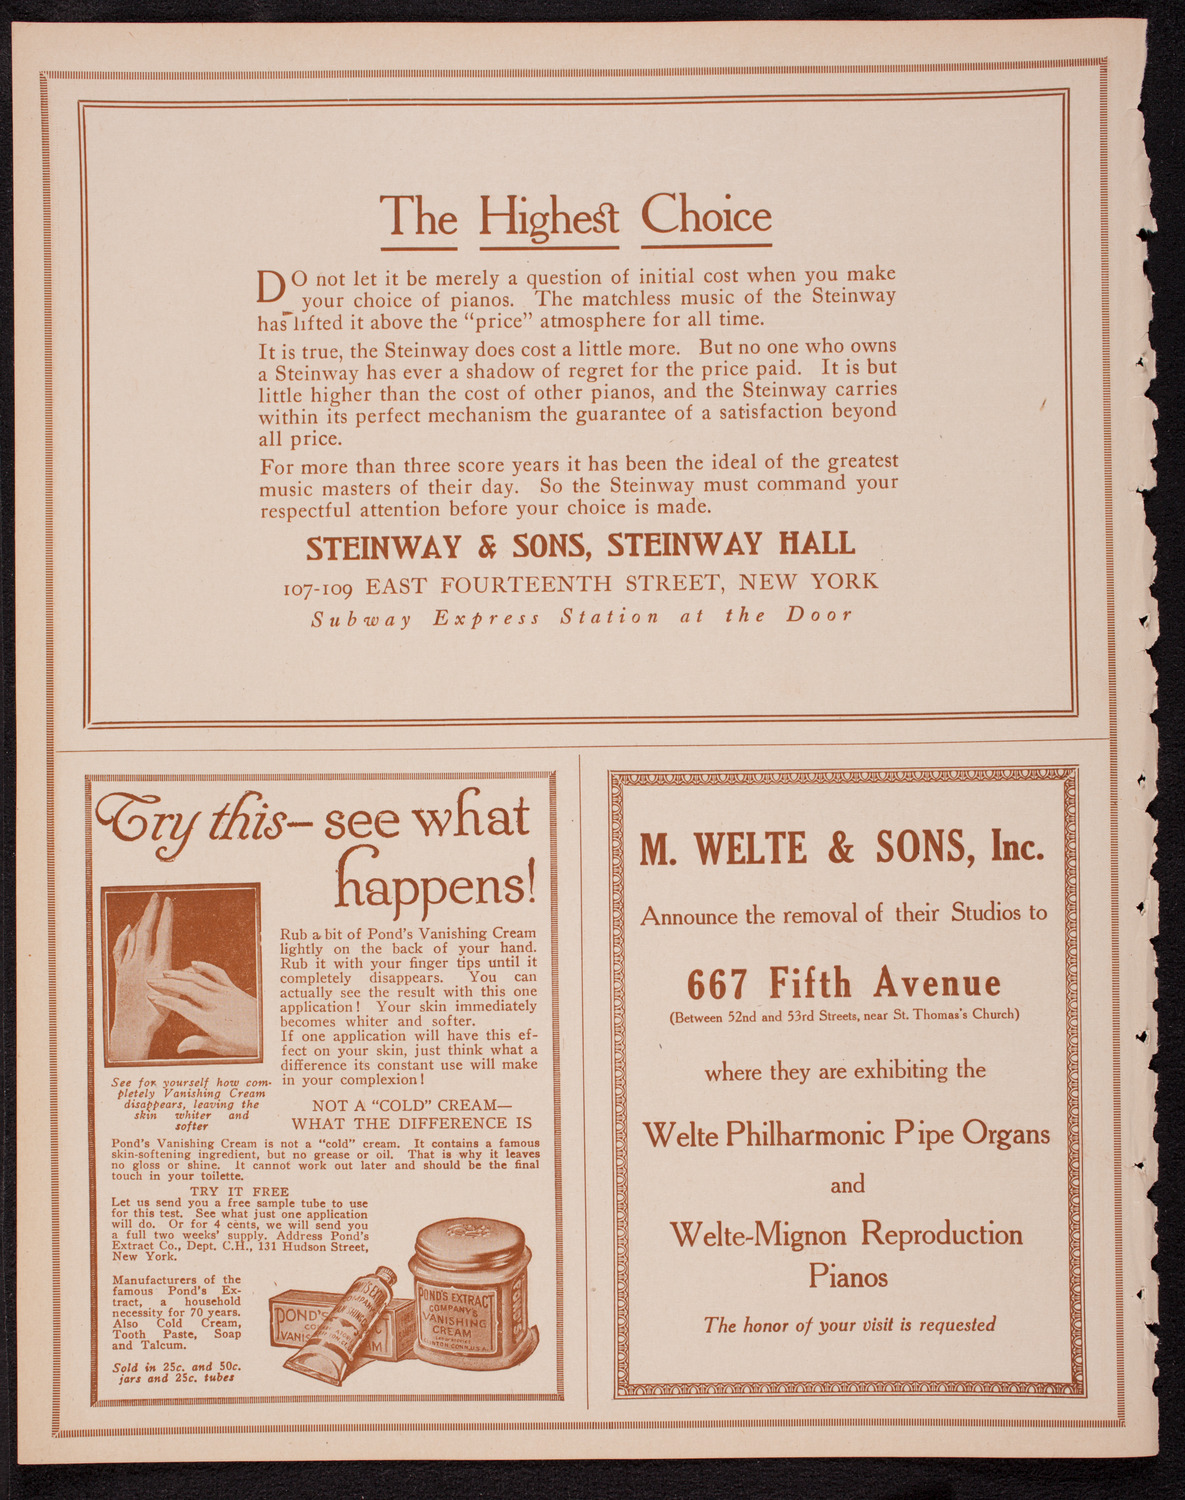 The Highest Choice
DO not let it be merely a question of initial cost when you make
your choice of pianos. The matchless music of the Steinway
has lifted it above the “price” atmosphere for all time.
It is true, the Steinway does cost a little more. But no one who owns
a Steinway has ever a shadow of regret for the price paid. It is but
little higher than the cost of other pianos, and the Steinway carries
within its perfect mechanism the guarantee of a satisfaction beyond
all price.
For more than three score years it has been the ideal of the greatest
music masters of their day. So the Steinway must command your
respectful attention before your choice is made.
STEINWAY & SONS, STEINWAY HALL
107-109 EAST FOURTEENTH STREET, NEW YORK
Subway Express Station at the Door
Try this—see what
happens!
Rub a bit of Pond's Vanishing Cream
lightly on the back of your hand.
Rub it with your finger tips until it
completely disappears. You can
actually see the result with this one
application! Your skin immediately
becomes whiter and softer.
If one application will have this ef-
fect on your skin, just think what a
difference its constant use will make
in your complexion!
See for yourself how com-
pletely Vanishing Cream
disappears, leaving the
skin whiter and
softer
NOT A “COLD” CREAM—
WHAT THE DIFFERENCE IS
Pond's Vanishing Cream is not a “cold” cream. It contains a famous
skin-softening ingredient, but no grease or oil. That is why it leaves
no gloss or shine. It cannot work out later and should be the final
touch in your toilette.
TRY IT FREE
Let us send you a free sample tube to use
for this test. See what just one application
will do. Or for 4 cents, we will send you
a full two weeks' supply. Address Pond's
Extract Co., Dept. C.H., 131 Hudson Street,
New York.
Manufacturers of the
famous Pond's Ex-
tract, a household
necessity for 70 years.
Also Cold Cream,
Tooth Paste, Soap
and Talcum.
Sold in 25c. and 50c.
jars and 25c. tubes
POND'S
POND'S EXTRACT
COMPANY'S
VANISHING
CREAM
M. WELTE & SONS, Inc.
Announce the removal of their Studios to
667 Fifth Avenue
(Between 52nd and 53rd Streets, near St. Thomas's Church)
where they are exhibiting the
Welte Philharmonic Pipe Organs
and
Welte-Mignon Reproduction
Pianos
The honor of your visit is requested